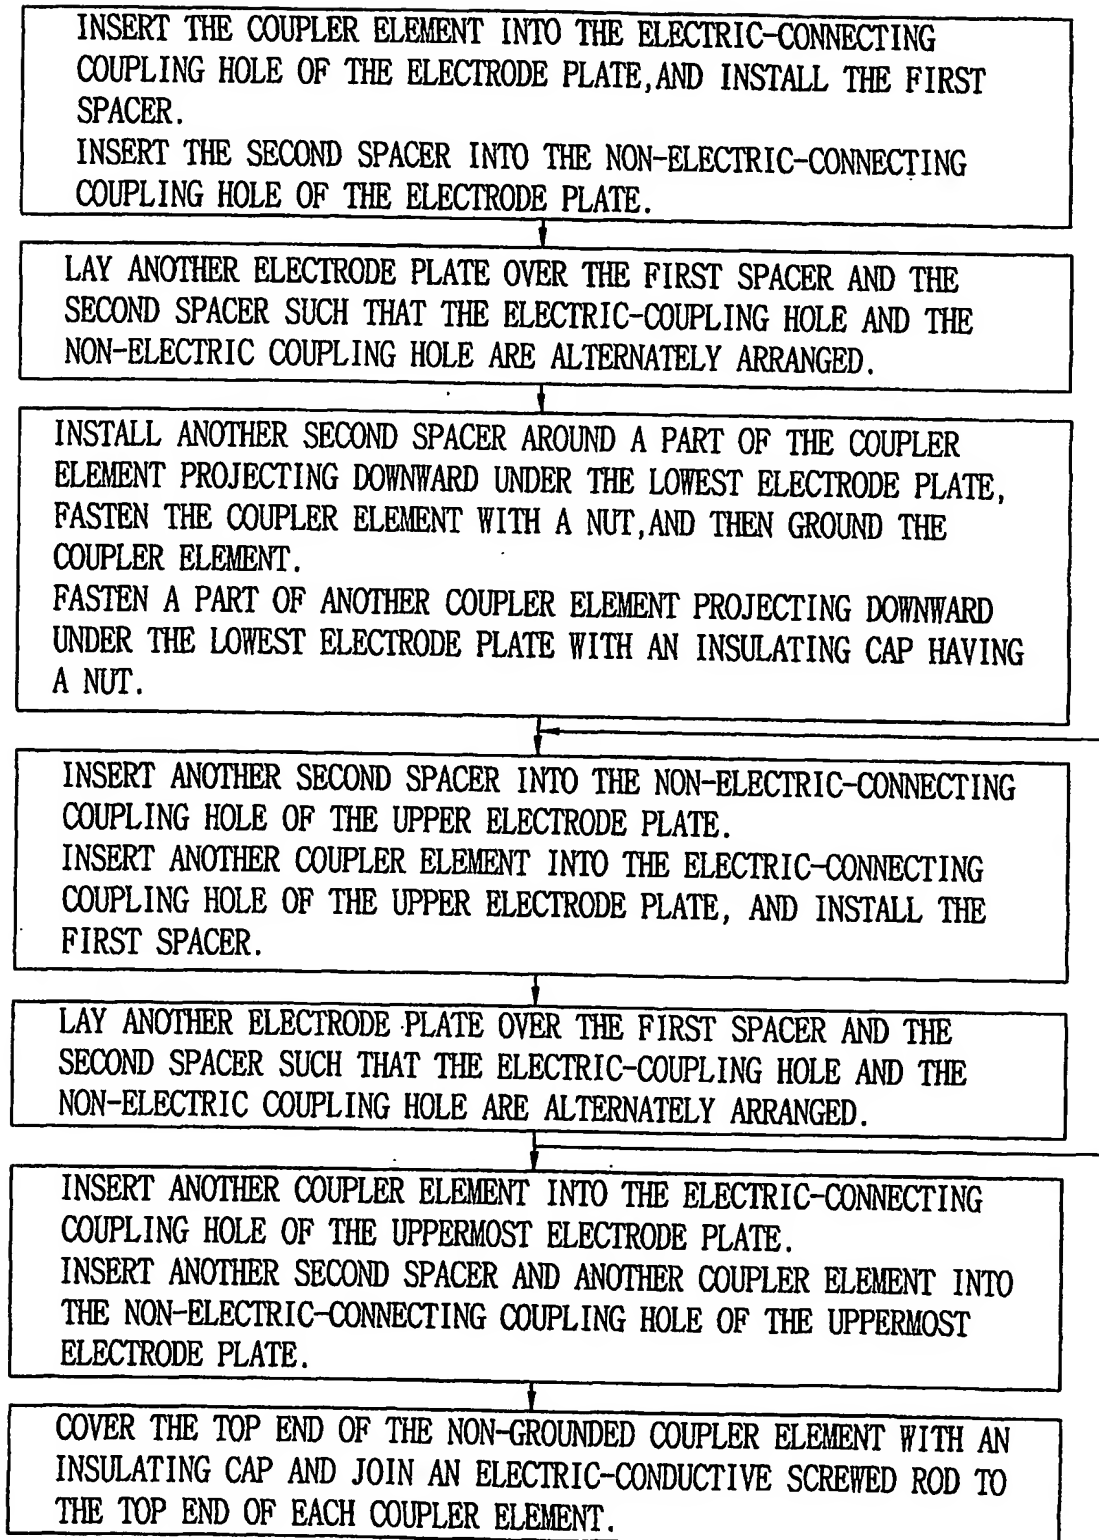 INSERT THE COUPLER ELEMENT INTO THE ELECTRIC-CONNECTING
COUPLING HOLE OF THE ELECTRODE PLATE,AND INSTALL THE FIRST
SPACER.
INSERT THE SECOND SPACER INTO THE NON-ELECTRIC-CONNECTING
COUPLING HOLE OF THE ELECTRODE PLATE.
LAY ANOTHER ELECTRODE PLATE OVER THE FIRST SPACER AND THE
SECOND SPACER SUCH THAT THE ELECTRIC-COUPLING HOLE AND THE
NON-ELECTRIC COUPLING HOLE ARE ALTERNATELY ARRANGED.
INSTALL ANOTHER SECOND SPACER AROUND A PART OF THE COUPLER
ELEMENT PROJECTING DOWNWARD UNDER THE LOWEST ELECTRODE PLATE,
FASTEN THE COUPLER ELEMENT WITH A NUT,AND THEN GROUND THE
COUPLER ELEMENT.
FASTEN A PART OF ANOTHER COUPLER ELEMENT PROJECTING DOWNWARD
UNDER THE LOWEST ELECTRODE PLATE WITH AN INSULATING CAP HAVING
A NUT.
INSERT ANOTHER SECOND SPACER INTO THE NON-ELECTRIC-CONNECTING
COUPLING HOLE OF THE UPPER ELECTRODE PLATE.
INSERT ANOTHER COUPLER ELEMENT INTO THE ELECTRIC-CONNECTING
COUPLING HOLE OF THE UPPER ELECTRODE PLATE, AND INSTALL THE
FIRST SPACER.
LAY ANOTHER ELECTRODE PLATE OVER THE FIRST SPACER AND THE
SECOND SPACER SUCH THAT THE ELECTRIC-COUPLING HOLE AND THE
NON-ELECTRIC COUPLING HOLE ARE ALTERNATELY ARRANGED.
INSERT ANOTHER COUPLER ELEMENT INTO THE ELECTRIC-CONNECTING
COUPLING HOLE OF THE UPPERMOST ELECTRODE PLATE.
INSERT ANOTHER SECOND SPACER AND ANOTHER COUPLER ELEMENT INTO
THE NON-ELECTRIC-CONNECTING COUPLING HOLE OF THE UPPERMOST
ELECTRODE PLATE.
COVER THE TOP END OF THE NON-GROUNDED COUPLER ELEMENT WITH AN
INSULATING CAP AND JOIN AN ELECTRIC-CONDUCTIVE SCREWED ROD TO
THE TOP END OF EACH COUPLER ELEMENT.